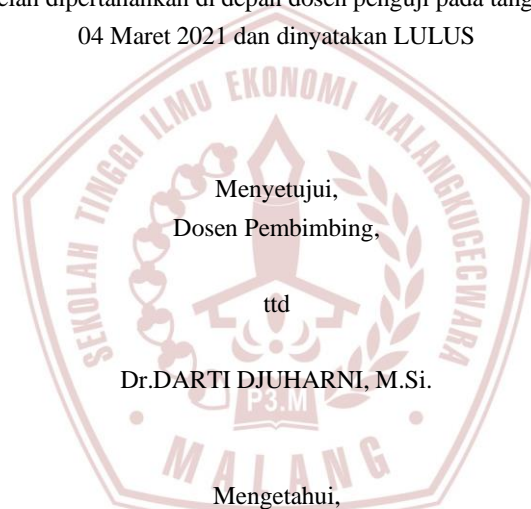 telah dipertahankan di depan dosen penguji pada tang
04 Maret 2021 dan dinyatakan LULUS
SEKOLAH TINGGI ILMU EKONOMI MALANGKUCECWARA
Menyetujui,
Dosen Pembimbing,
ttd
Dr.DARTI DJUHARNI, M.Si.
P3.M
MALANG
Mengetahui,